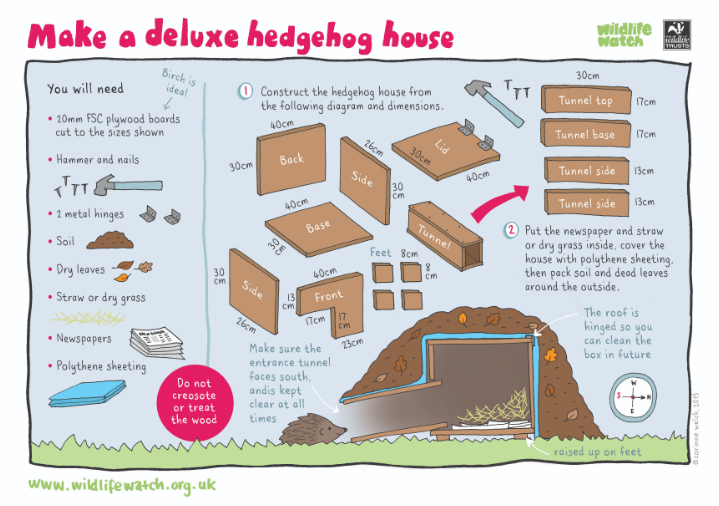 Make a deluxe hedgehog house
wildlife
watch
THE
wildlife
TRUSTS
You will need
Birch is
ideal
• 20mm FSC plywood boards
cut to the sizes shown
• Hammer and nails
• 2 metal hinges
• Soil
• Dry leaves
• Straw or dry grass
• Newspapers
• Polythene sheeting
Do not
creosote
or treat
the wood
1 Construct the hedgehog house from
the following diagram and dimensions.
40cm
30cm
Back
26cm
Side
30
cm
Lid
30cm
40cm
30cm
Tunnel top
17cm
Tunnel base
17cm
Tunnel side
13cm
Tunnel side
13cm
40cm
Base
30
cm
Tunnel
30
cm
Side
26cm
40cm
13
cm
Front
17cm
17
cm
23cm
Feet
8cm
8
cm
2 Put the newspaper and straw
or dry grass inside, cover the
house with polythene sheeting,
then pack soil and dead leaves
around the outside.
Make sure the
entrance tunnel
faces south,
andis kept
clear at all
times
The roof is
hinged so you
can clean the
box in future
W
S
N
E
raised up on feet
© corinne welch 2015
www.wildlifewatch.org.uk